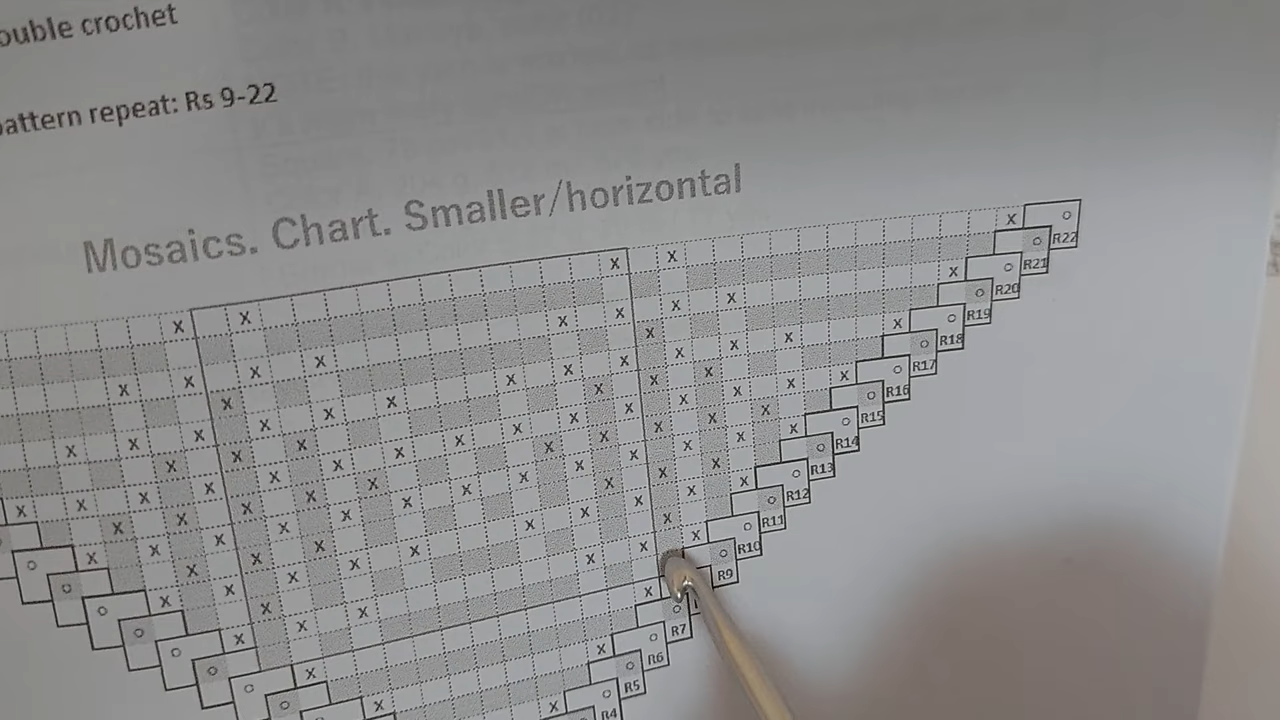 ouble crochet
pattern repeat: Rs 9-22
Mosaics. Chart. Smaller/horizontal
R22
R21
R20
R19
R18
R17
R16
R15
R14
R13
R12
R11
R10
R9
R7
R6
R5
R4